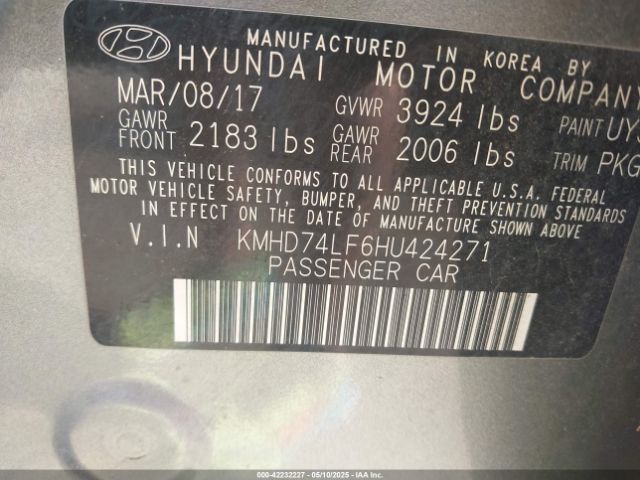 MANUFACTURED IN KOREA BY
HYUNDAI MOTOR COMPANY
MAR/08/17 GVWR 3924 lbs PAINT
GAWR FRONT 2183 lbs GAWR REAR 2006 lbs TRIM PKG
THIS VEHICLE CONFORMS TO ALL APPLICABLE U.S.A. FEDERAL
MOTOR VEHICLE SAFETY, BUMPER, AND THEFT PREVENTION STANDARDS
IN EFFECT ON THE DATE OF MANUFACTURE SHOWN ABOVE
V.I.N KMHD74LF6HU424271
PASSENGER CAR
000-42232227 - 05/10/2025 - IAA Inc.